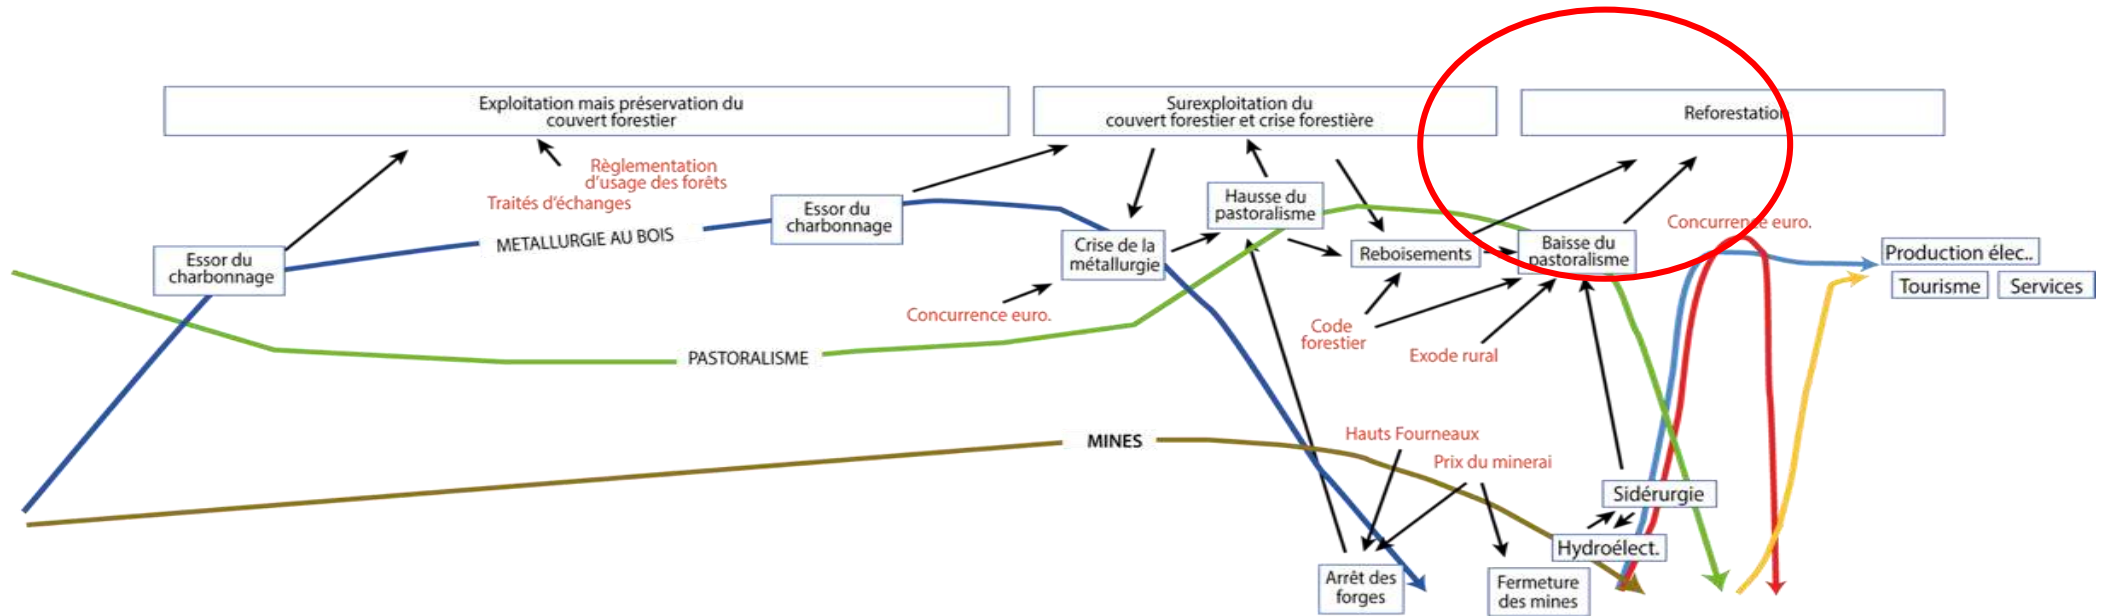 Exploitation mais préservation du
couvert forestier
Surexploitation du
couvert forestier et crise forestière
Reforestation
Règlementation
d'usage des forêts
Traités d'échanges
Essor du
charbonnage
METALLURGIE AU BOIS
Essor du
charbonnage
Crise de la
métallurgie
Concurrence euro.
Hausse du
pastoralisme
Reboisements
Baisse du
pastoralisme
Concurrence euro.
Production élec..
Tourisme
Services
Code
forestier
Exode rural
PASTORALISME
MINES
Hauts Fourneaux
Prix du minerai
Sidérurgie
Hydroélect.
Arrêt des
forges
Fermeture
des mines